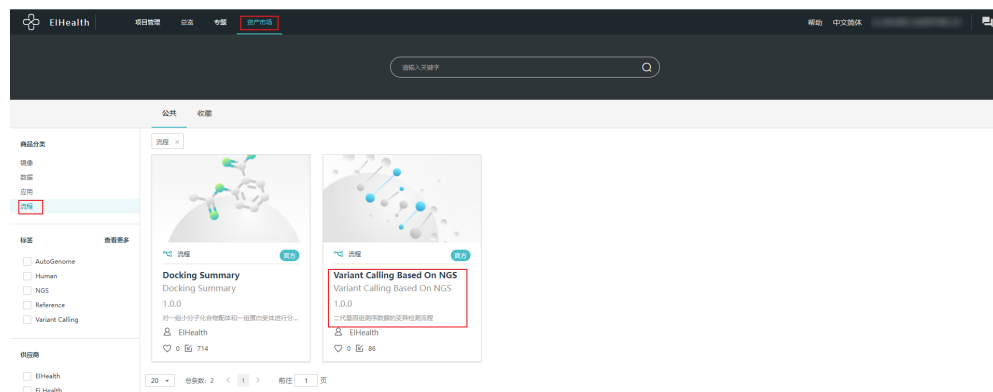 EIHealth 项目管理 总览 专题 资产市场 帮助 中文简体
请输入关键字
公共 收藏
商品分类
镜像
数据
应用
流程
标签 查看更多
AutoGenome
Human
NGS
Reference
Variant Calling
供应商
EIHealth
Ei Health
流程 ×
流程 官方
Docking Summary
Docking Summary
1.0.0
对一组小分子化合物配体和一组蛋白受体进行分...
EIHealth
0 714
流程 官方
Variant Calling Based On NGS
Variant Calling Based On NGS
1.0.0
二代基因组测序数据的变异检测流程
EIHealth
0 86
20 总条数: 2 < 1 > 前往 1 页